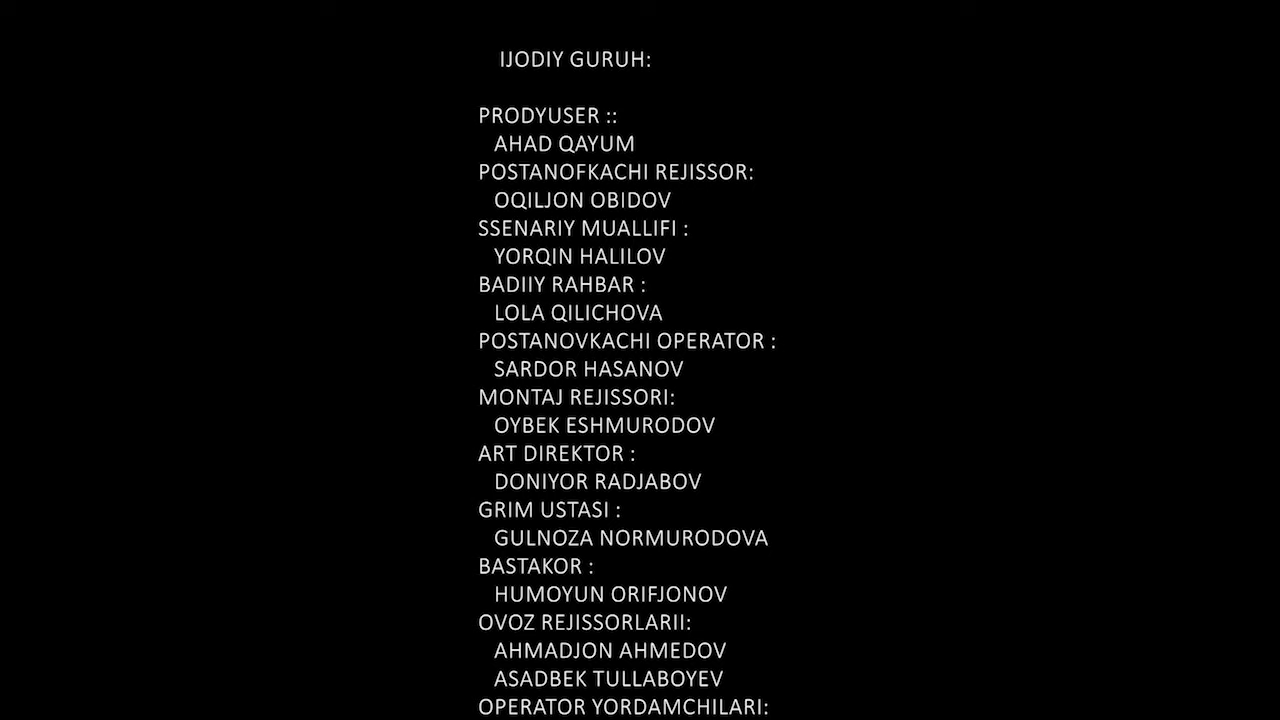 IJODIY GURUH:
PRODYUSER ::
AHAD QAYUM
POSTANOFKACHI REJISSOR:
OQILJON OBIDOV
SSENARIY MUALLIFI :
YORQIN HALILOV
BADIIY RAHBAR :
LOLA QILICHOVA
POSTANOVKACHI OPERATOR :
SARDOR HASANOV
MONTAJ REJISSORI:
OYBEK ESHMURODOV
ART DIREKTOR :
DONIYOR RADJABOV
GRIM USTASI :
GULNOZA NORMURODOVA
BASTAKOR :
HUMOYUN ORIFJONOV
OVOZ REJISSORLARII:
AHMADJON AHMEDOV
ASADBEK TULLABOYEV
OPERATOR YORDAMCHILARI: